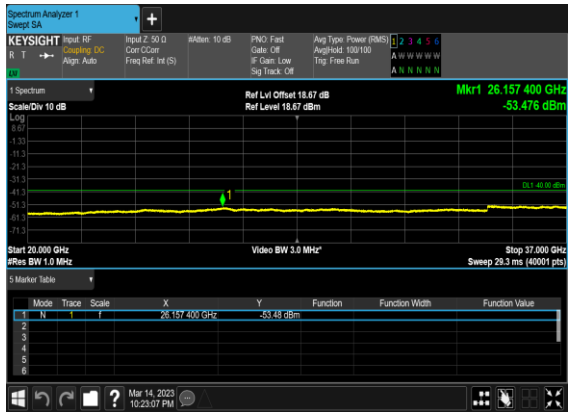 Spectrum Analyzer 1
Swept SA
+
KEYSIGHT Input: RF Input Z: 50 Ω #Atten: 10 dB PNO: Fast Avg Type: Power (RMS) 1 2 3 4 5 6
R T Coupling: DC Corr CCorr Gate: Off Avg|Hold: 100/100 A W W W W W
Align: Auto Freq Ref: Int (S) IF Gain: Low Trig: Free Run
LXI Sig Track: Off A N N N N N
1 Spectrum Ref Lvl Offset 18.67 dB Mkr1 26.157 400 GHz
Scale/Div 10 dB Ref Level 18.67 dBm -53.476 dBm
Log
8.67
-1.33
-11.3
-21.3
-31.3
DL1 -40.00 dBm
-41.3
1
-51.3
-61.3
-71.3
Start 20.000 GHz Video BW 3.0 MHz* Stop 37.000 GHz
#Res BW 1.0 MHz Sweep 29.3 ms (40001 pts)
5 Marker Table
Mode Trace Scale X Y Function Function Width Function Value
1 N 1 f 26.157 400 GHz -53.48 dBm
2
3
4
5
6
? Mar 14, 2023
10:23:07 PM